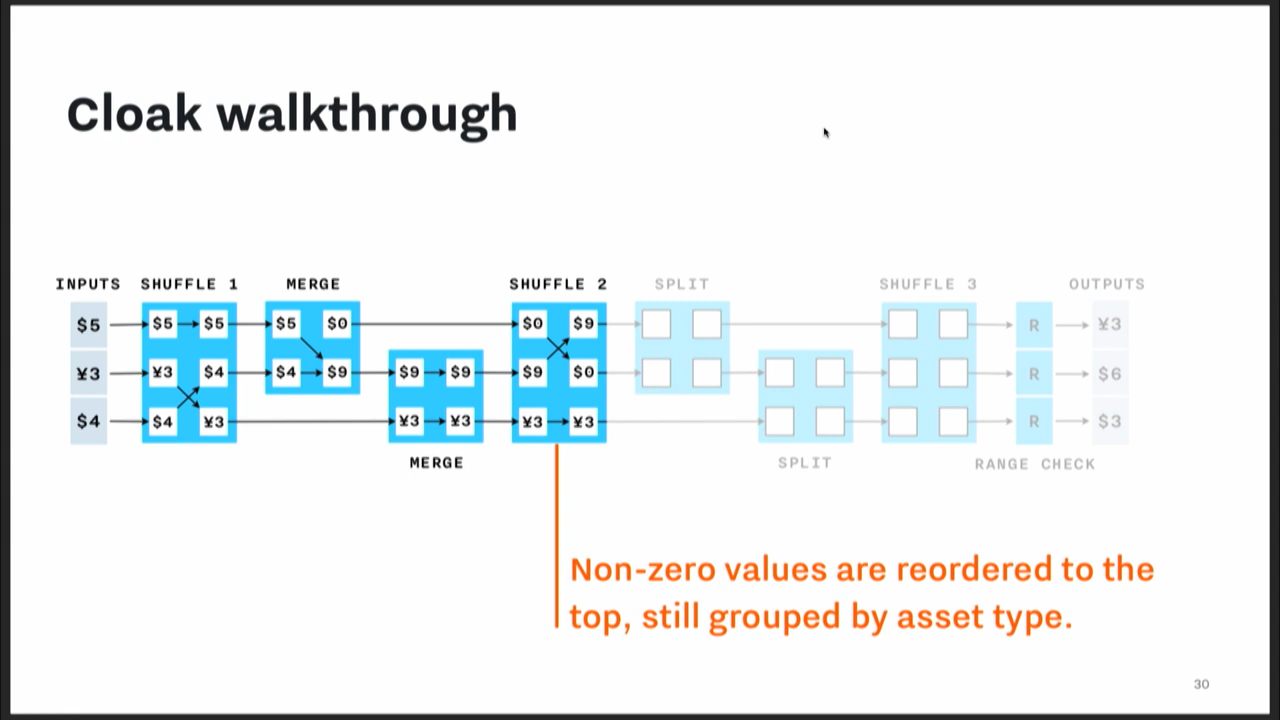 Cloak walkthrough
INPUTS SHUFFLE 1 MERGE SHUFFLE 2 SPLIT SHUFFLE 3 OUTPUTS
$5 $5 $5 $5 $0 $0 $9 R ¥3
¥3 ¥3 $4 $4 $9 $9 $9 $9 $0 R $6
$4 $4 ¥3 ¥3 ¥3 ¥3 ¥3 R $3
MERGE SPLIT RANGE CHECK
Non-zero values are reordered to the
top, still grouped by asset type.
30